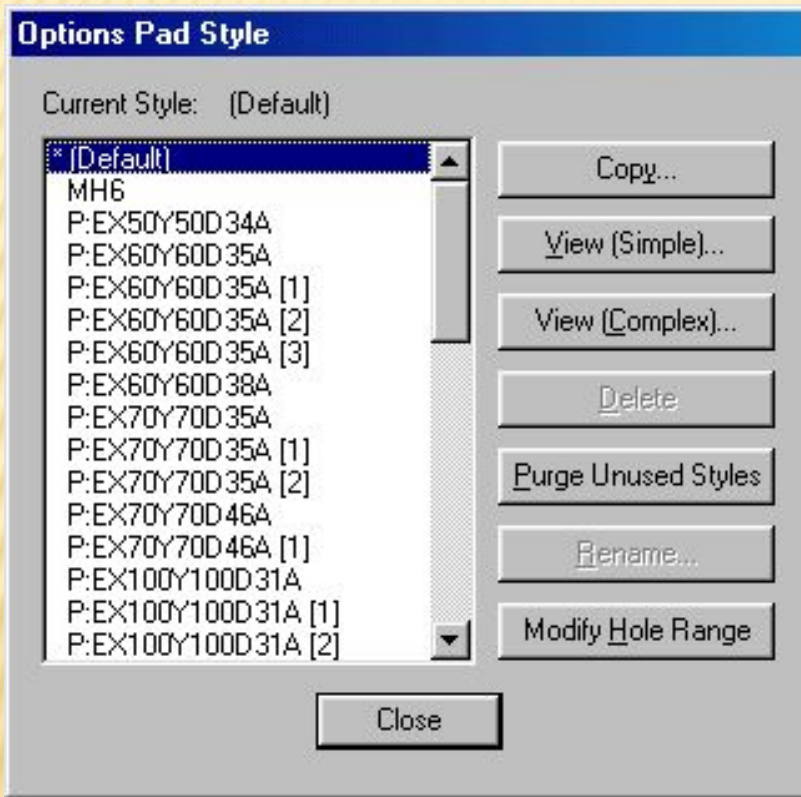 Options Pad Style
Current Style: (Default)
* (Default)
MH6
P:EX50Y50D34A
P:EX60Y60D35A
P:EX60Y60D35A [1]
P:EX60Y60D35A [2]
P:EX60Y60D35A [3]
P:EX60Y60D38A
P:EX70Y70D35A
P:EX70Y70D35A [1]
P:EX70Y70D35A [2]
P:EX70Y70D46A
P:EX70Y70D46A [1]
P:EX100Y100D31A
P:EX100Y100D31A [1]
P:EX100Y100D31A [2]
Copy...
View (Simple)...
View (Complex)...
Delete
Purge Unused Styles
Rename...
Modify Hole Range
Close